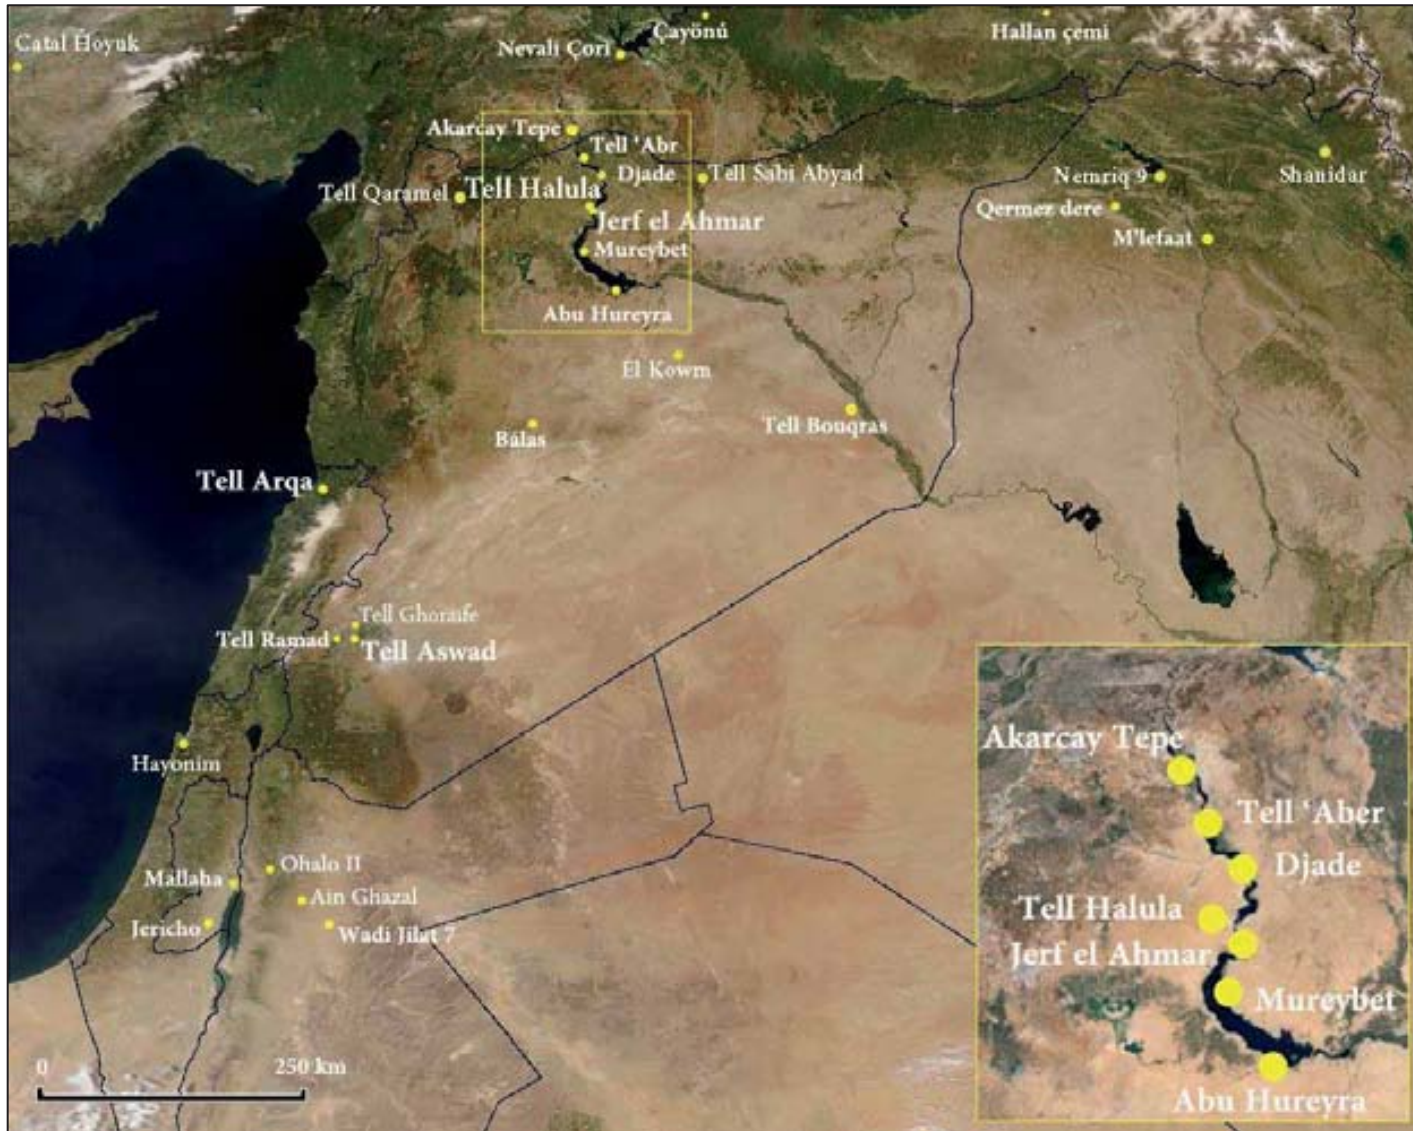 Catal Hoyuk
Nevali Çori
Çayönú
Hallan çemi
Akarcay Tepe
Tell ‘Abr
Djade
Tell Sabi Abyad
Nemriq 9
Shanidar
Tell Qaramel
Tell Halula
Qermez dere
Jerf el Ahmar
M'lefaat
Mureybet
Abu Hureyra
El Kowm
Bálas
Tell Bouqras
Tell Arqa
Tell Ghoraife
Tell Ramad
Tell Aswad
Hayonim
Ohalo II
Mallaha
Ain Ghazal
Jericho
Wadi Jilat 7
0 250 km
Akarcay Tepe
Tell ‘Aber
Djade
Tell Halula
Jerf el Ahmar
Mureybet
Abu Hureyra